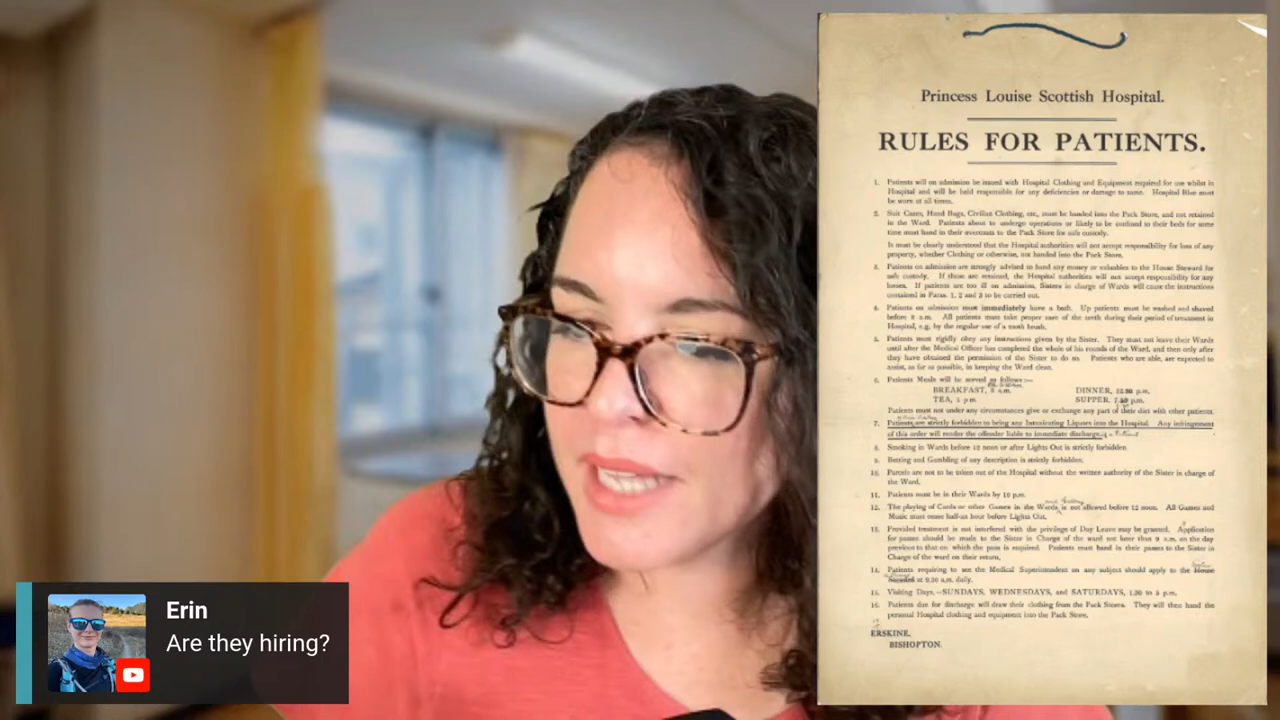 Princess Louise Scottish Hospital.
RULES FOR PATIENTS.
1. Patients will on admission be issued with Hospital Clothing and Equipment required for use whilst in
Hospital and will be held responsible for any deficiencies or damage to same. Hospital Blue must
be worn at all times.
2. Suit Cases, Hand Bags, Civilian Clothing, etc., must be handed into the Pack Store, and not retained
in the Ward. Patients about to undergo operations or likely to be confined to their beds for some
time must hand in their overcoats to the Pack Store for safe custody.
It must be clearly understood that the Hospital authorities will not accept responsibility for loss of any
property, whether Clothing or otherwise, not handed into the Pack Store.
3. Patients on admission are strongly advised to hand any money or valuables to the House Steward for
safe custody. If these are retained, the Hospital authorities will not accept responsibility for any
losses. If patients are too ill on admission, Sisters in charge of Wards will cause the instructions
contained in Paras. 1, 2 and 3 to be carried out.
4. Patients on admission must immediately have a bath. Up patients must be washed and shaved
before 8 a.m. All patients must take proper care of the teeth during their period of treatment in
Hospital, e.g. by the regular use of a tooth brush.
5. Patients must rigidly obey any instructions given by the Sister. They must not leave their Wards
until after the Medical Officer has completed the whole of his rounds of the Ward, and then only after
they have obtained the permission of the Sister to do so. Patients who are able, are expected to
assist, as far as possible, in keeping the Ward clean.
6. Patients Meals will be served as follows :—
BREAKFAST, 8 a.m. DINNER, p.m.
TEA, 5 p.m. SUPPER, p.m.
Patients must not under any circumstances give or exchange any part of their diet with other patients.
7. Patients are strictly forbidden to bring any Intoxicating Liquors into the Hospital. Any infringement
of this order will render the offender liable to immediate discharge
8. Smoking in Wards before 12 noon or after Lights Out is strictly forbidden.
9. Betting and Gambling of any description is strictly forbidden.
10. Parcels are not to be taken out of the Hospital without the written authority of the Sister in charge of
the Ward.
11. Patients must be in their Wards by 10 p.m.
12. The playing of Cards or other Games in the Wards is not allowed before 12 noon. All Games and
Music must cease half-an hour before Lights Out.
13. Provided treatment is not interfered with the privilege of Day Leave may be granted. Application
for passes should be made to the Sister in Charge of the ward not later than 9 a.m. on the day
previous to that on which the pass is required. Patients must hand in their passes to the Sister in
Charge of the ward on their return.
14. Patients requiring to see the Medical Superintendent on any subject should apply to the House
Steward at 9.30 a.m. daily.
15. Visiting Days.—SUNDAYS, WEDNESDAYS, and SATURDAYS, 1.30 to 5 p.m.
16. Patients due for discharge will draw their clothing from the Pack Stores. They will then hand the
personal Hospital clothing and equipment into the Pack Store.
ERSKINE,
BISHOPTON.
Erin
Are they hiring?